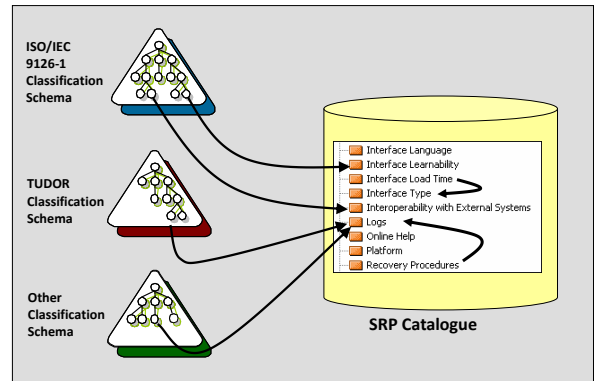 ISO/IEC
9126-1
Classification
Schema
TUDOR
Classification
Schema
Other
Classification
Schema
Interface Language
Interface Learnability
Interface Load Time
Interface Type
Interoperability with External Systems
Logs
Online Help
Platform
Recovery Procedures
SRP Catalogue